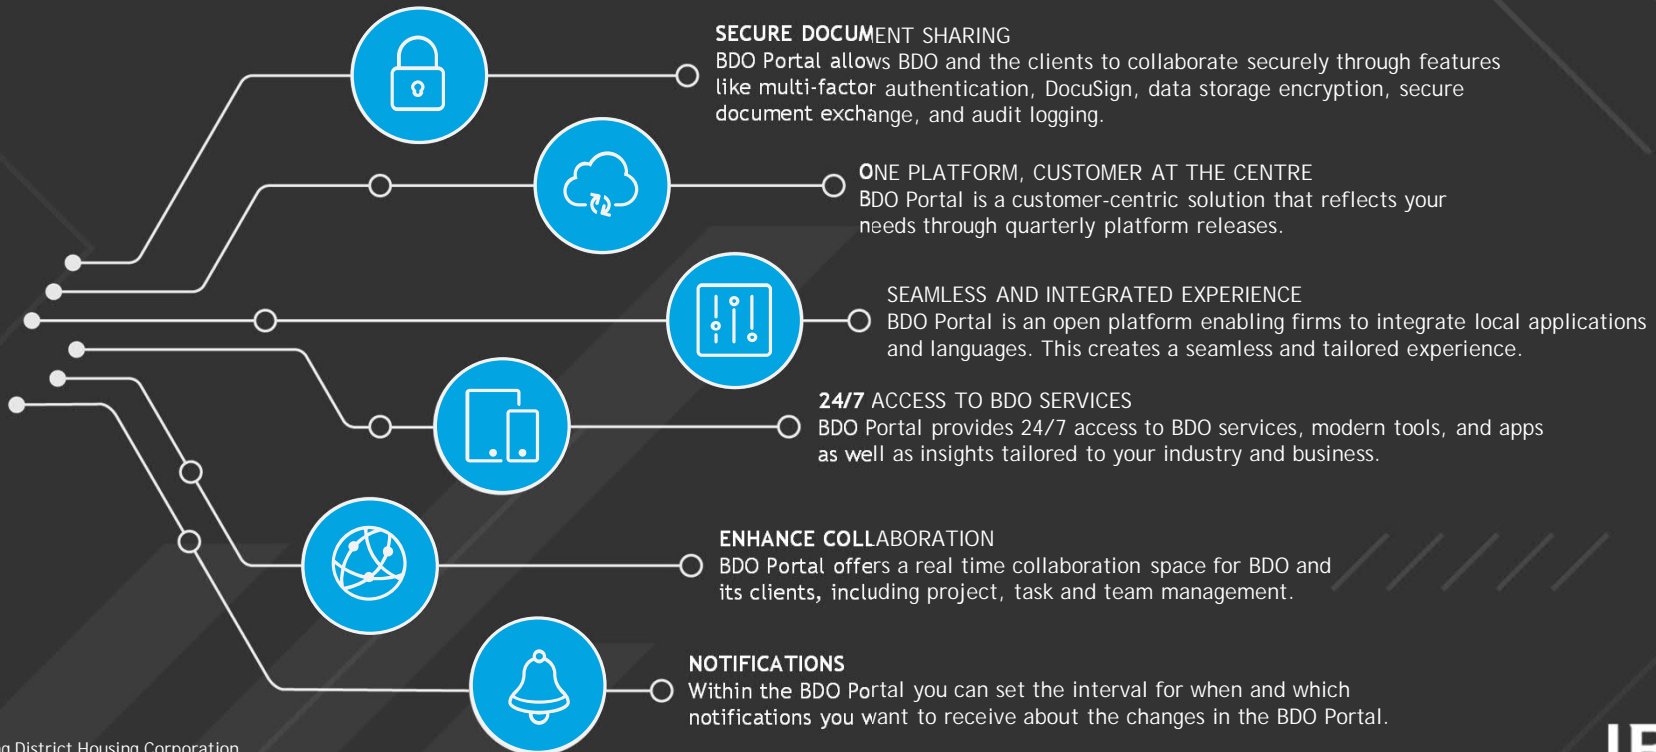 SECURE DOCUMENT SHARING
BDO Portal allows BDO and the clients to collaborate securely through features
like multi-factor authentication, DocuSign, data storage encryption, secure
document exchange, and audit logging.
ONE PLATFORM, CUSTOMER AT THE CENTRE
BDO Portal is a customer-centric solution that reflects your
needs through quarterly platform releases.
SEAMLESS AND INTEGRATED EXPERIENCE
BDO Portal is an open platform enabling firms to integrate local applications
and languages. This creates a seamless and tailored experience.
24/7 ACCESS TO BDO SERVICES
BDO Portal provides 24/7 access to BDO services, modern tools, and apps
as well as insights tailored to your industry and business.
ENHANCE COLLABORATION
BDO Portal offers a real time collaboration space for BDO and
its clients, including project, task and team management.
NOTIFICATIONS
Within the BDO Portal you can set the interval for when and which
notifications you want to receive about the changes in the BDO Portal.
District Housing Corporation